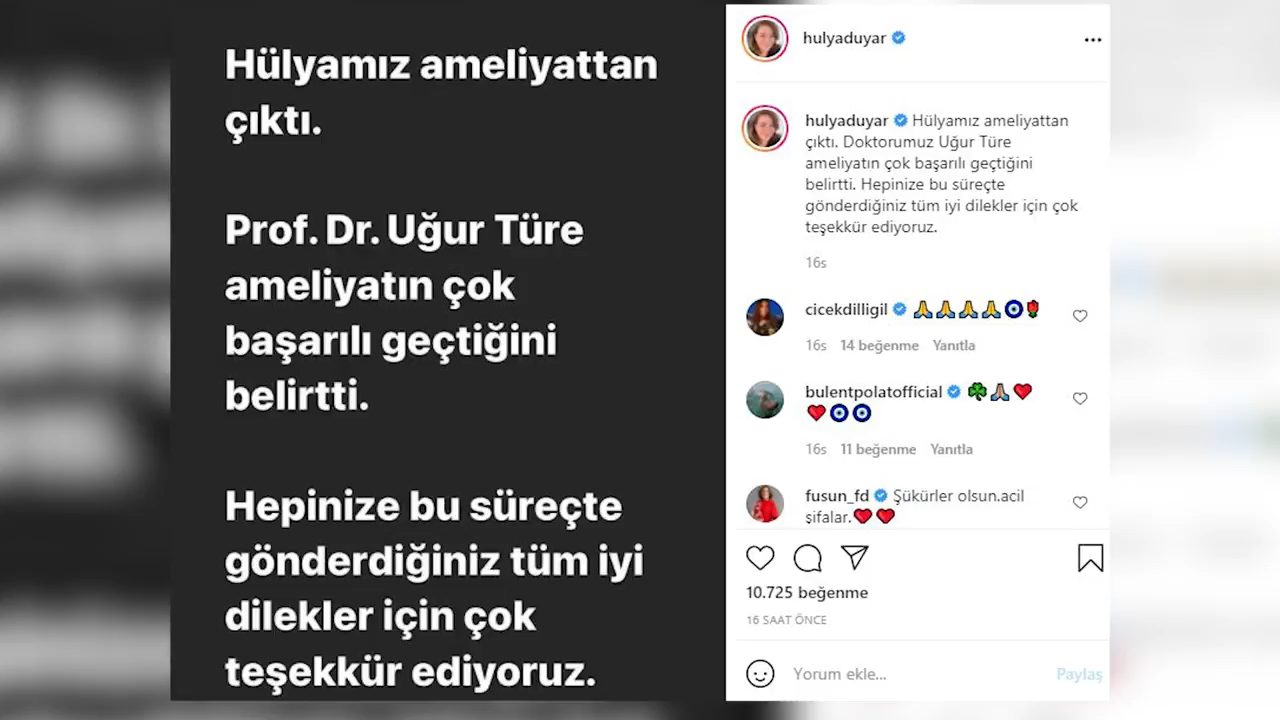 Hülyamız ameliyattan
çıktı.
Prof. Dr. Uğur Türe
ameliyatın çok
başarılı geçtiğini
belirtti.
Hepinize bu süreçte
gönderdiğiniz tüm iyi
dilekler için çok
teşekkür ediyoruz.
hulyaduyar
hulyaduyar Hülyamız ameliyattan
çıktı. Doktorumuz Uğur Türe
ameliyatın çok başarılı geçtiğini
belirtti. Hepinize bu süreçte
gönderdiğiniz tüm iyi dilekler için çok
teşekkür ediyoruz.
16s
cicekdilligil 🙏🙏🙏🙏🧿🌹
16s 14 beğenme Yanıtla
bulentpolatofficial ☘️🙏🏽❤️
❤️🧿🧿
16s 11 beğenme Yanıtla
fusun_fd Şükürler olsun.acil
şifalar.❤️❤️
10.725 beğenme
16 SAAT ÖNCE
Yorum ekle...
Paylaş